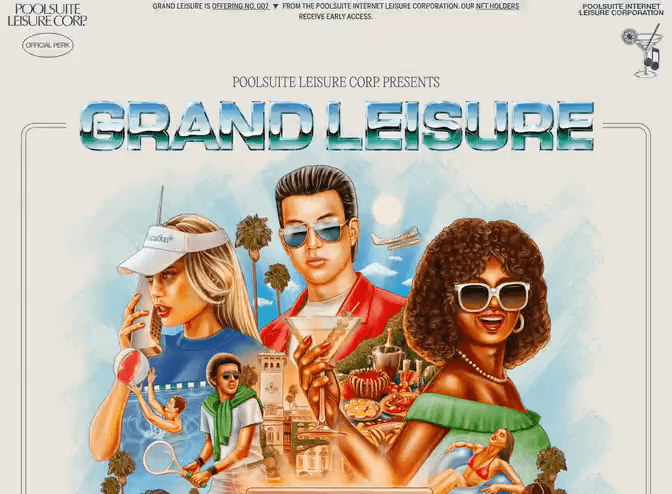 POOLSUITE
LEISURE CORP.
OFFICIAL PERK
GRAND LEISURE IS OFFERING NO. 007 ▼ FROM THE POOLSUITE INTERNET LEISURE CORPORATION. OUR NFT HOLDERS
RECEIVE EARLY ACCESS.
POOLSUITE INTERNET
LEISURE CORPORATION
POOLSUITE LEISURE CORP. PRESENTS
GRAND LEISURE